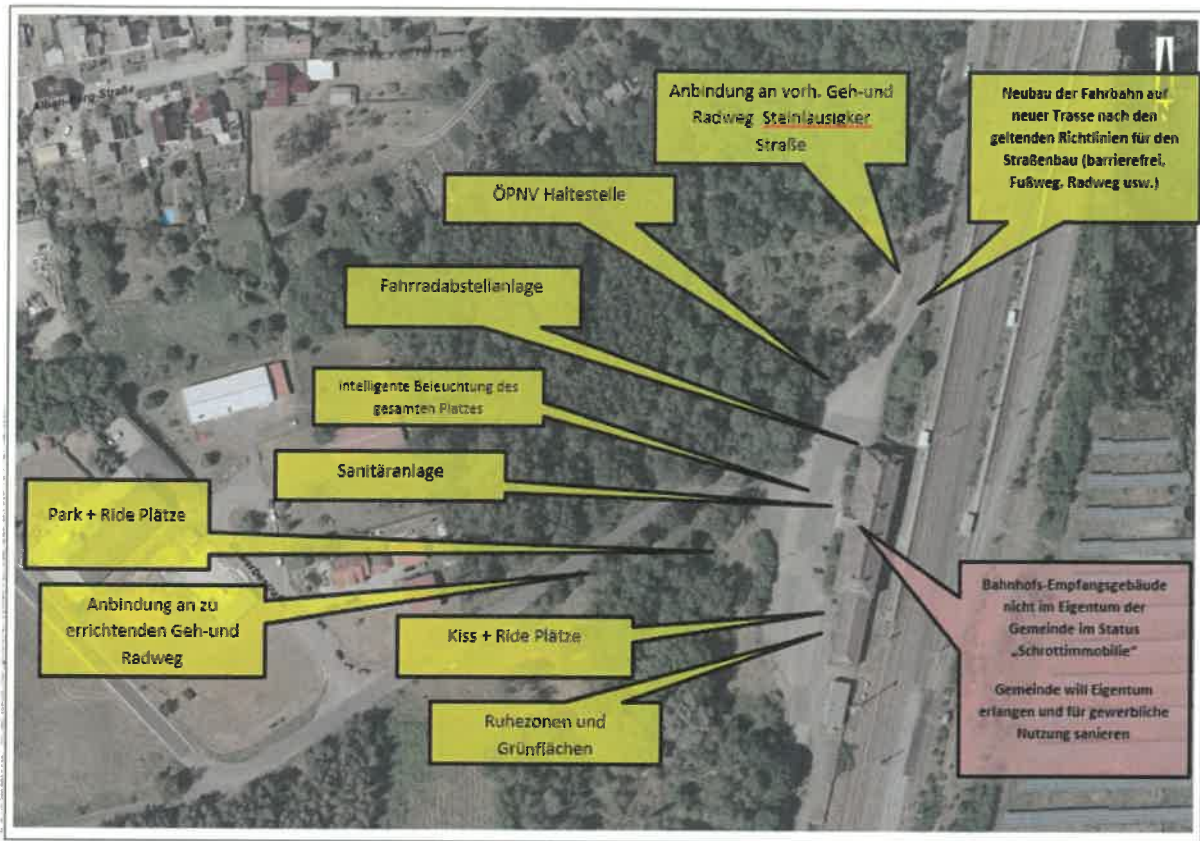 Anbindung an vorh. Geh-und
Radweg Steinlausigker
Straße
Neubau der Fahrbahn auf
neuer Trasse nach den
geltenden Richtlinien für den
Straßenbau (barrierefrei,
Fußweg, Radweg usw.)
ÖPNV Haltestelle
Fahrradabstellanlage
intelligente Beleuchtung des
gesamten Platzes
Sanitäranlage
Park + Ride Plätze
Anbindung an zu
errichtenden Geh-und
Radweg
Kiss + Ride Plätze
Ruhezonen und
Grünflächen
Bahnhofs-Empfangsgebäude
nicht im Eigentum der
Gemeinde im Status
„Schrottimmobilie"
Gemeinde will Eigentum
erlangen und für gewerbliche
Nutzung sanieren